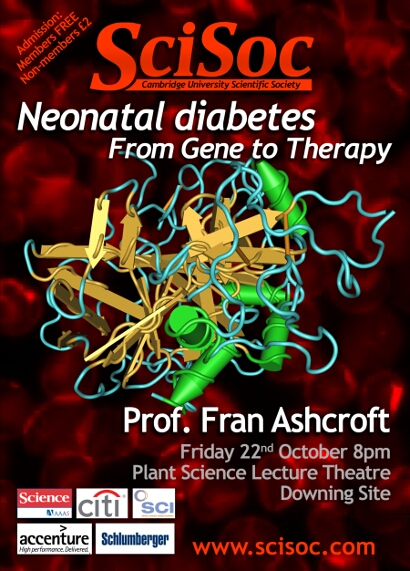 Admission:
Members FREE
Non-members £2
SciSoc
Cambridge University Scientific Society
Neonatal diabetes
From Gene to Therapy
Prof. Fran Ashcroft
Friday 22nd October 8pm
Plant Science Lecture Theatre
Downing Site
Science
AAAS
citi
SCI
accenture
High performance. Delivered.
Schlumberger
www.scisoc.com